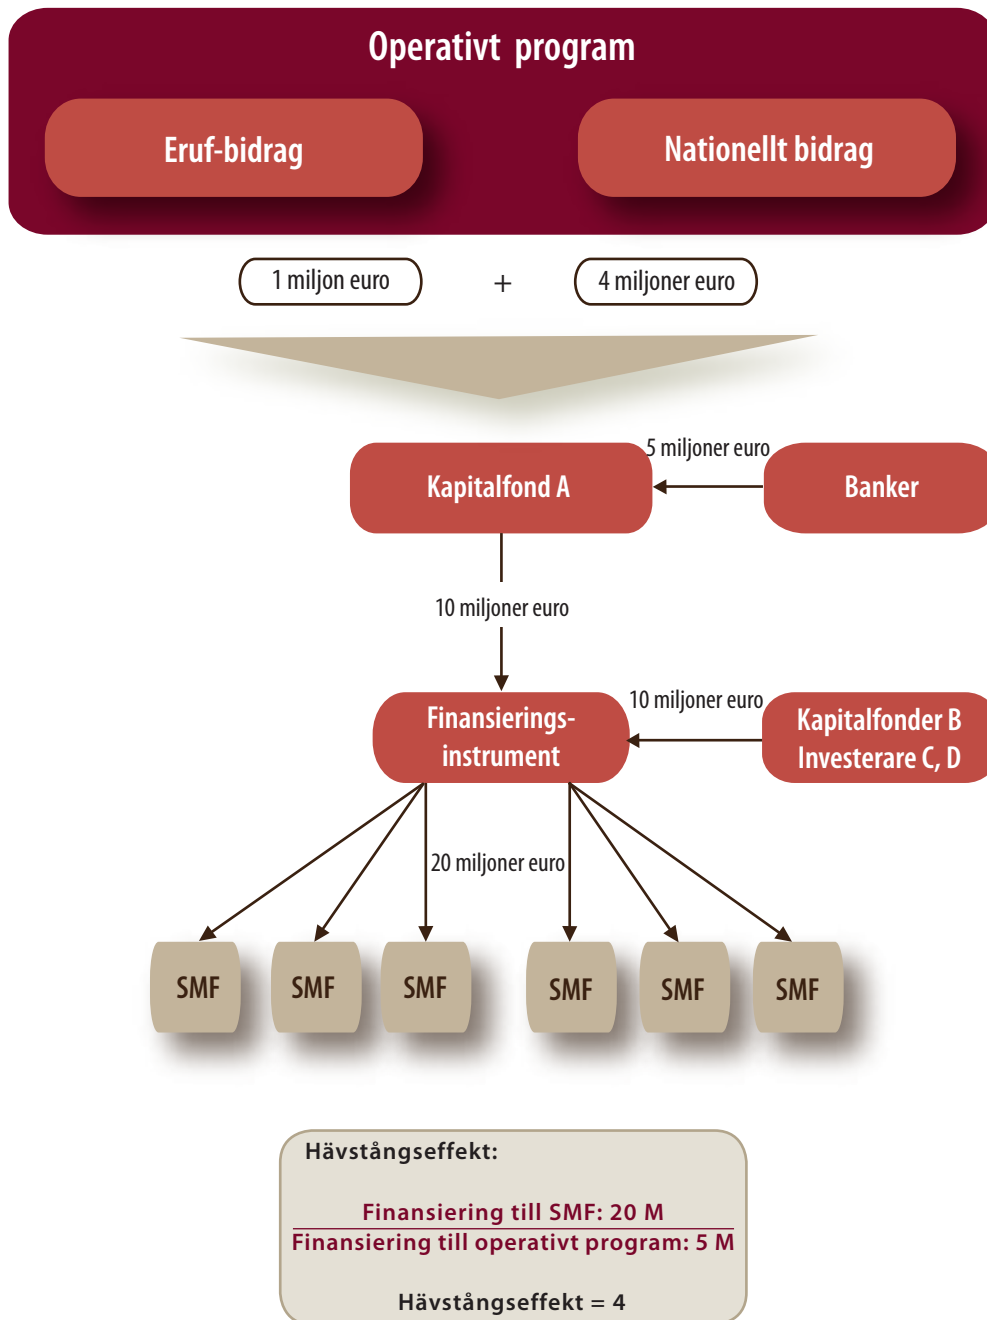 Operativt program
Eruf-bidrag
Nationellt bidrag
1 miljon euro
+
4 miljoner euro
5 miljoner euro
Kapitalfond A
Banker
10 miljoner euro
10 miljoner euro
Finansierings-
instrument
Kapitalfonder B
Investerare C, D
20 miljoner euro
SMF
SMF
SMF
SMF
SMF
SMF
Hävstångseffekt:
Finansiering till SMF: 20 M
Finansiering till operativt program: 5 M
Hävstångseffekt = 4